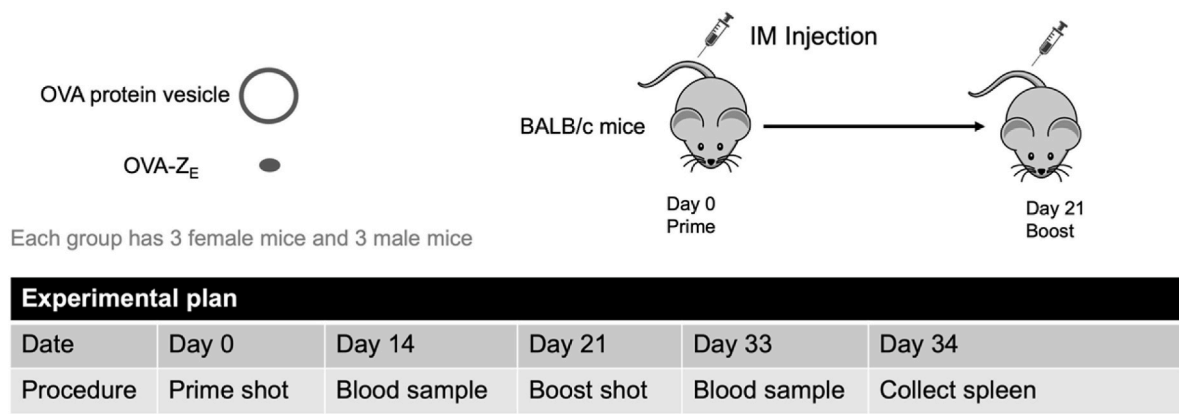 IM Injection
OVA protein vesicle
BALB/c mice
OVA-Z_E
Day 0
Prime
Day 21
Boost
Each group has 3 female mice and 3 male mice
Experimental plan
Date Day 0 Day 14 Day 21 Day 33 Day 34
Procedure Prime shot Blood sample Boost shot Blood sample Collect spleen